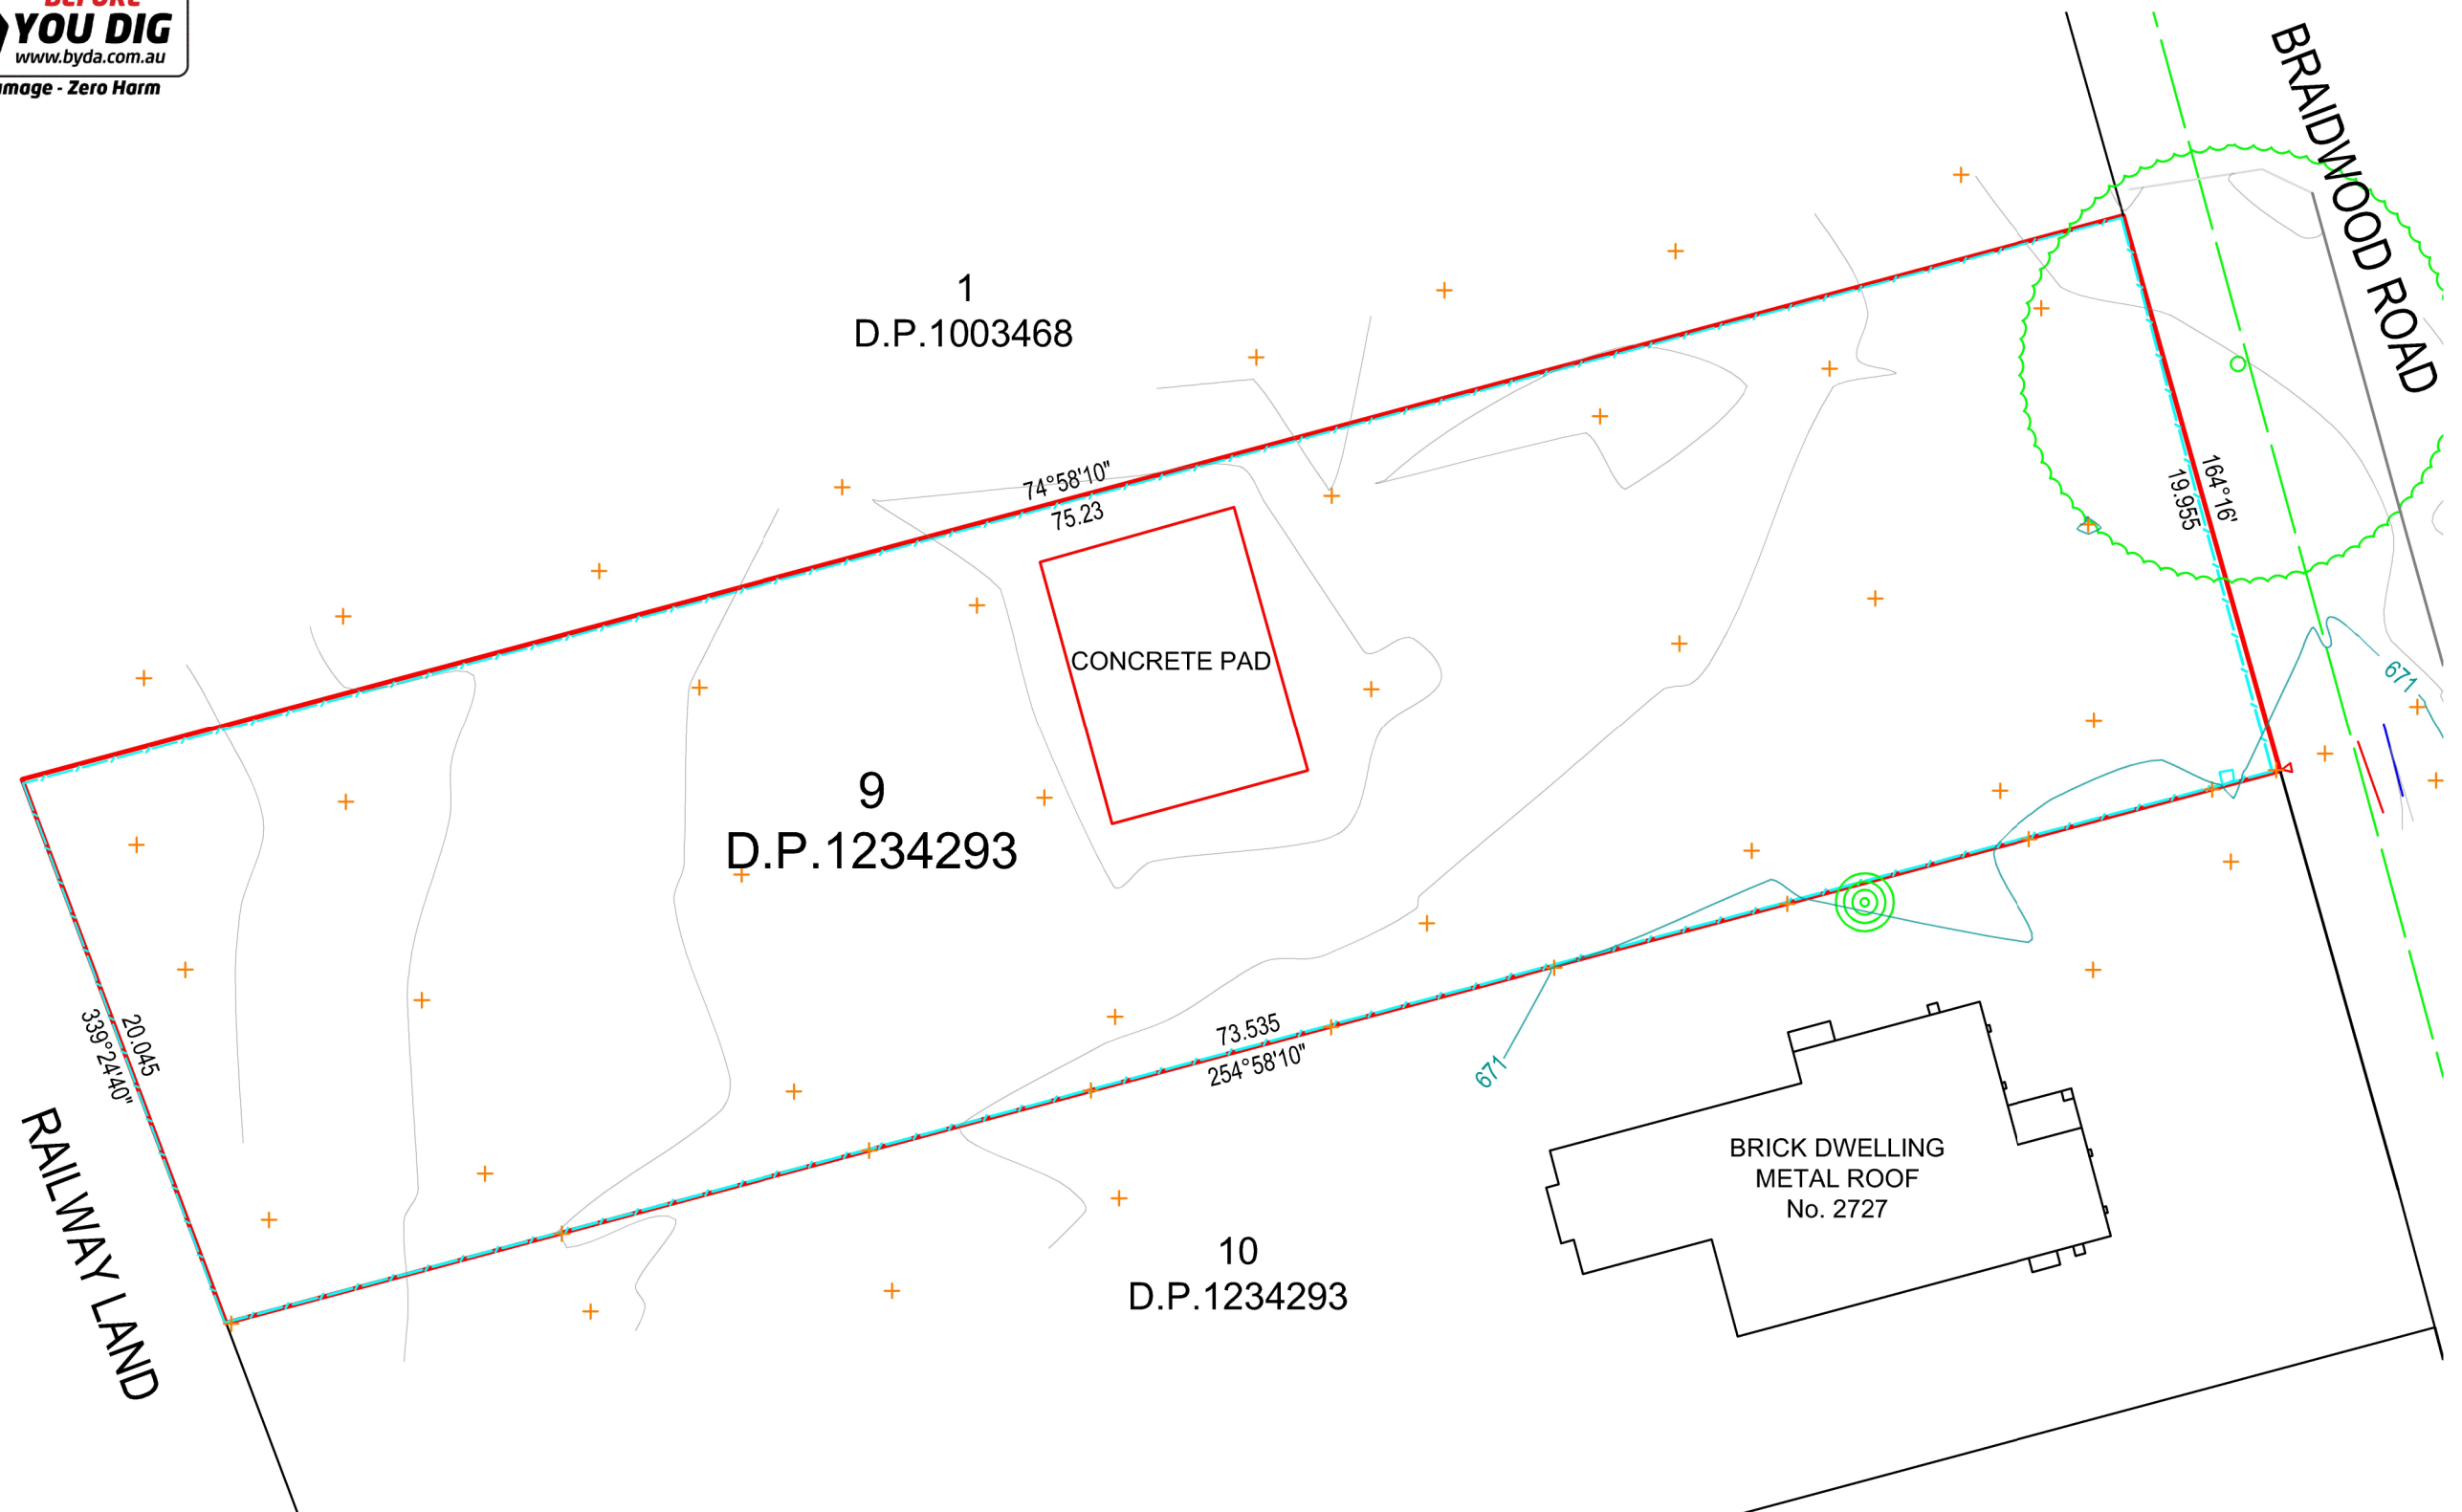 BEFORE
YOU DIG
www.byda.com.au
amage - Zero Harm
BRAIDWOOD ROAD
1
D.P.1003468
74°58'10"
75.23
164°16'
19.955
CONCRETE PAD
671
9
D.P.1234293
20.045
339°24'40"
73.535
254°58'10"
671
RAILWAY LAND
BRICK DWELLING
METAL ROOF
No. 2727
10
D.P.1234293